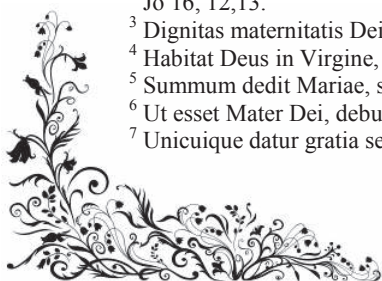 Jo 16, 12,13.
3 Dignitas maternitatis Dei
4 Habitat Deus in Virgine,
5 Summum dedit Mariae, s
6 Ut esset Mater Dei, debu
7 Unicuique datur gratia se